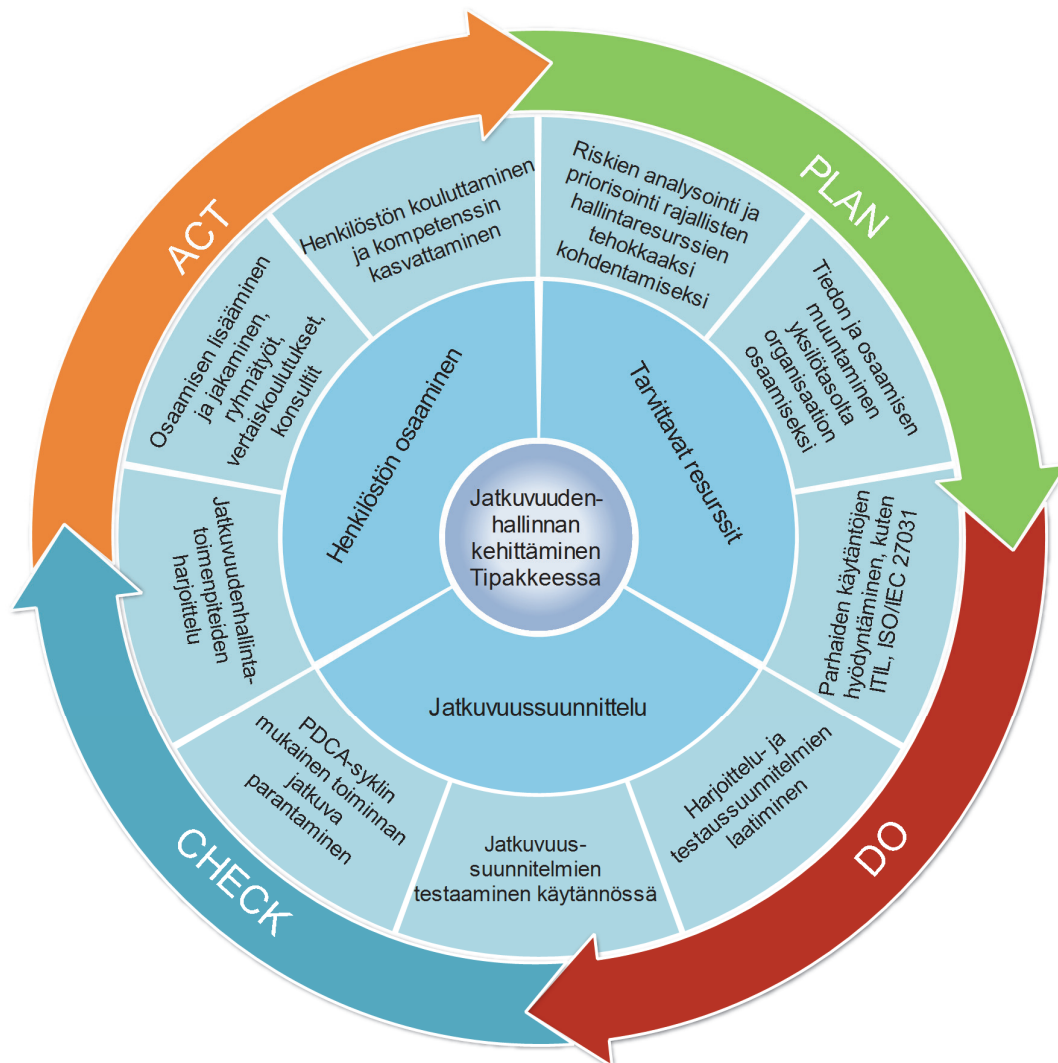 PLAN
DO
CHECK
ACT
Riskien analysointi ja
priorisointi rajallisten
hallintaresurssien
tehokkaaksi
kohdentamiseksi
Tiedon ja osaamisen
muuntaminen
yksilötasolta
organisaation
osaamiseksi
Parhaiden käytäntöjen
hyödyntäminen, kuten
ITIL, ISO/IEC 27031
Harjoittelu- ja
testaussuunnitelmien
laatiminen
Jatkuvuus-
suunnitelmien
testaaminen käytännössä
PDCA-syklin
mukainen toiminnan
jatkuva
parantaminen
Jatkuvuudenhallinta-
toimenpiteiden
harjoittelu
Osaamisen lisääminen
ja jakaminen,
ryhmätyöt,
vertaiskoulutukset,
konsultit
Henkilöstön kouluttaminen
ja kompetenssin
kasvattaminen
Tarvittavat resurssit
Jatkuvuussuunnittelu
Henkilöstön osaaminen
Jatkuvuuden-
hallinnan
kehittäminen
Tipakkeessa